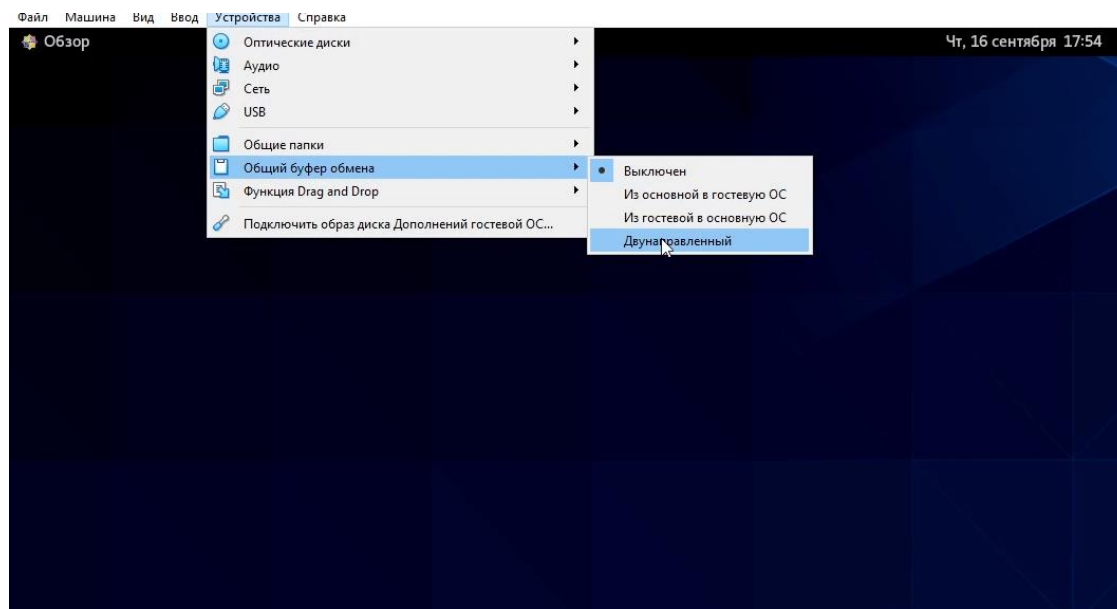 Файл Машина Вид Ввод Устройства Справка
Обзор
Чт, 16 сентября 17:54
Оптические диски
Аудио
Сеть
USB
Общие папки
Общий буфер обмена
Функция Drag and Drop
Подключить образ диска Дополнений гостевой ОС...
Выключен
Из основной в гостевую ОС
Из гостевой в основную ОС
Двунаправленный